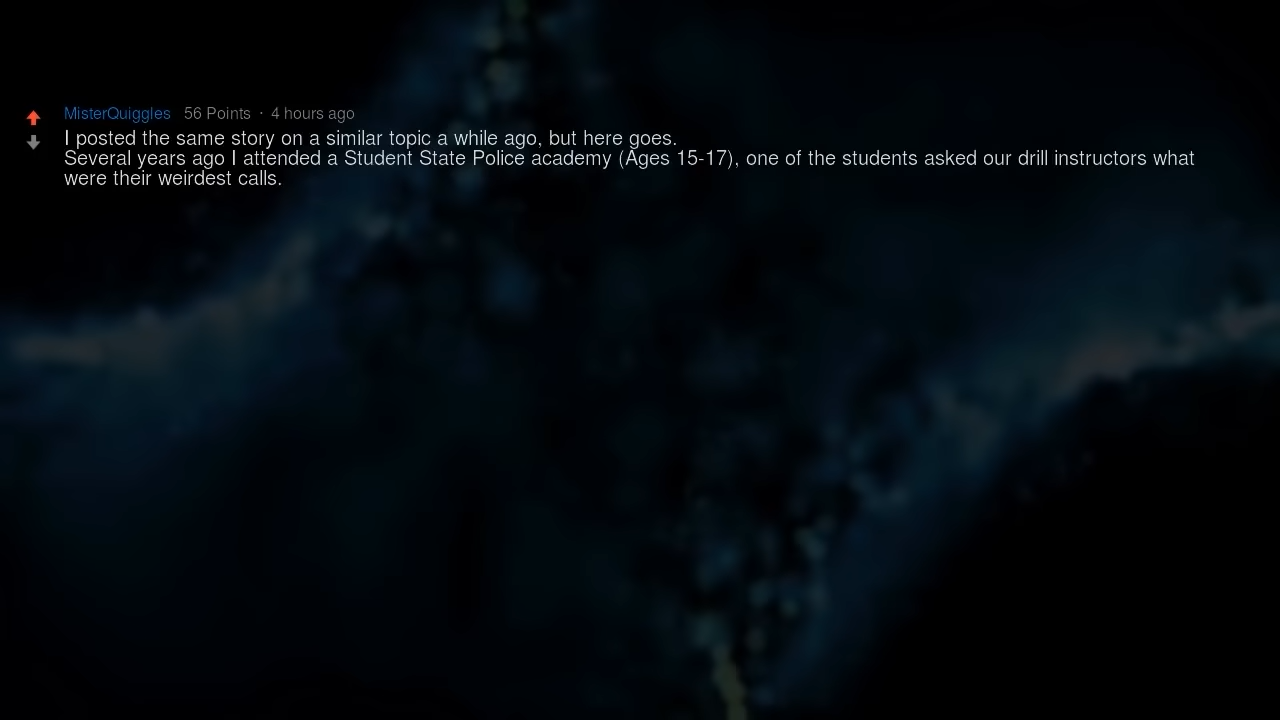 MisterQuiggles 56 Points · 4 hours ago
I posted the same story on a similar topic a while ago, but here goes.
Several years ago I attended a Student State Police academy (Ages 15-17), one of the students asked our drill instructors what
were their weirdest calls.